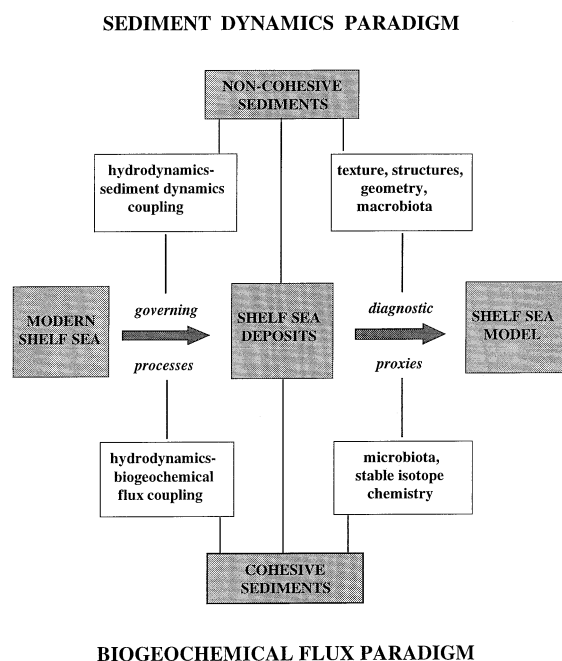 SEDIMENT DYNAMICS PARADIGM
NON-COHESIVE
SEDIMENTS
hydrodynamics-
sediment dynamics
coupling
texture, structures,
geometry,
macrobiota
MODERN
SHELF SEA
governing
processes
SHELF SEA
DEPOSITS
diagnostic
proxies
SHELF SEA
MODEL
hydrodynamics-
biogeochemical
flux coupling
microbiota,
stable isotope
chemistry
COHESIVE
SEDIMENTS
BIOGEOCHEMICAL FLUX PARADIGM